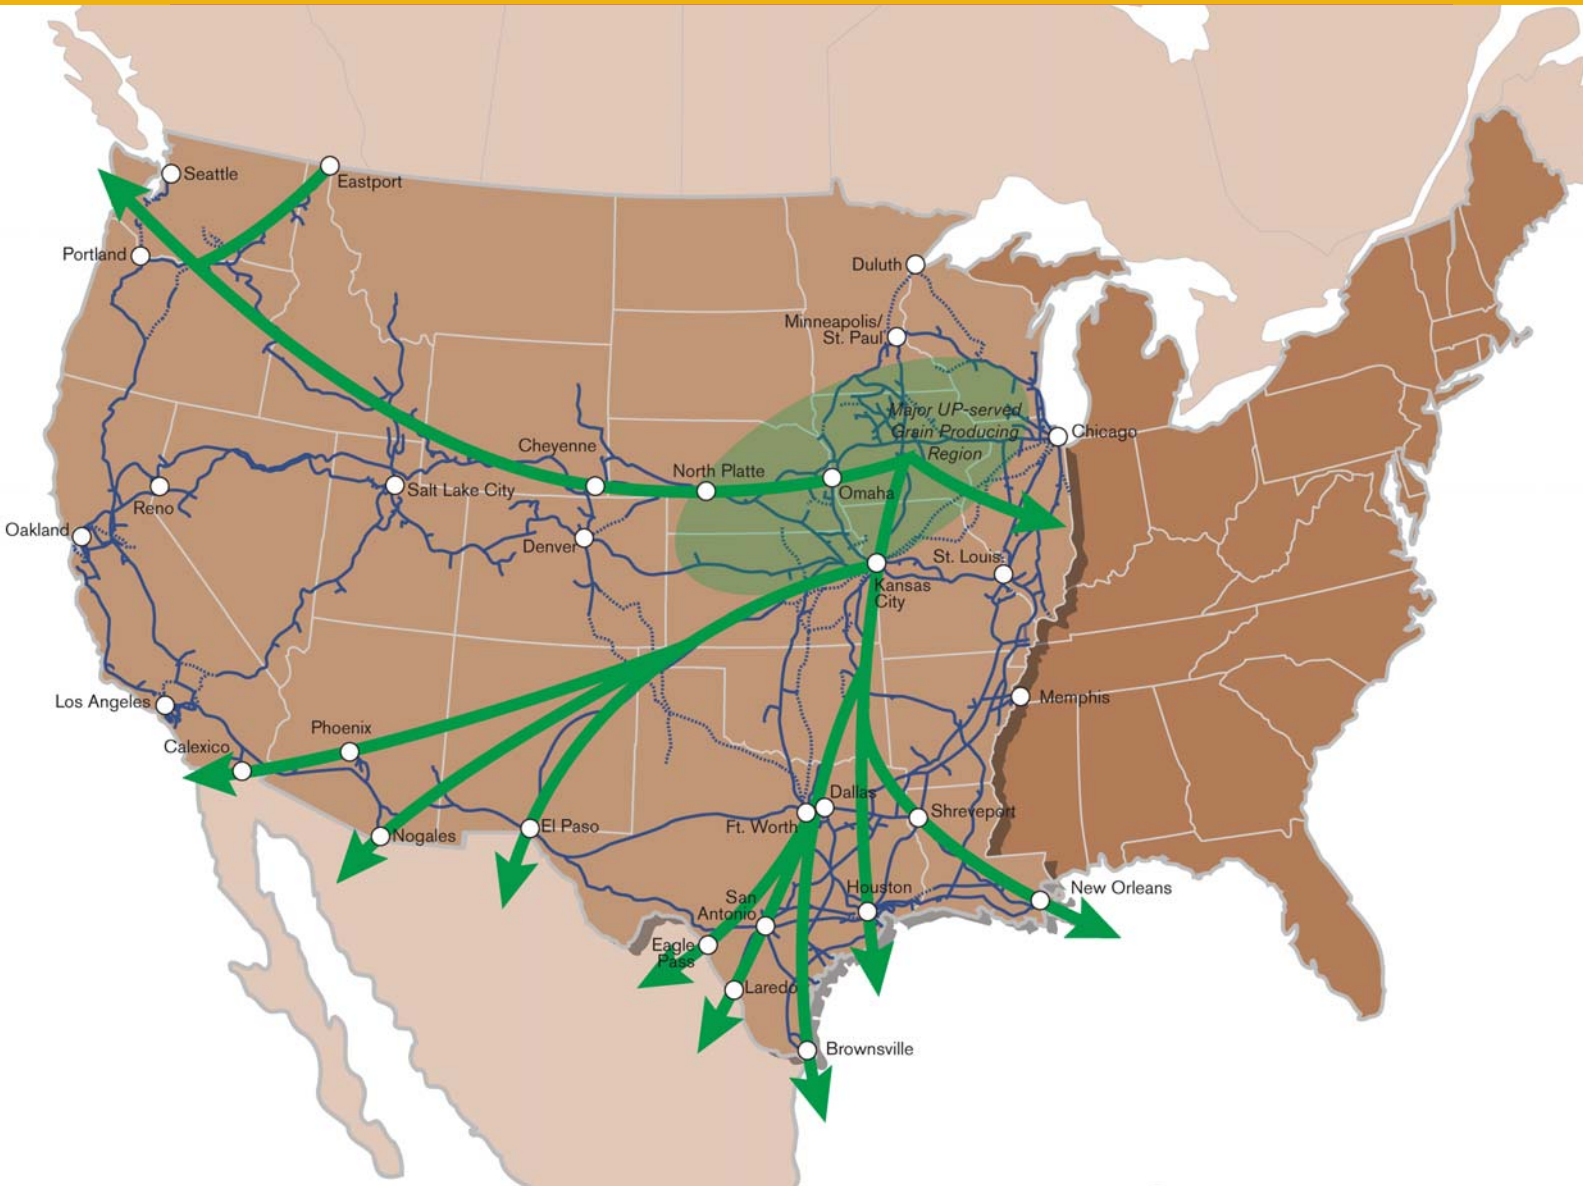 Seattle
Eastport
Portland
Duluth
Minneapolis/
St. Paul
Major UP-served
Grain Producing
Region
Chicago
Cheyenne
North Platte
Omaha
Salt Lake City
Reno
Oakland
Denver
St. Louis
Kansas
City
Los Angeles
Memphis
Phoenix
Calexico
Dallas
Shreveport
Ft. Worth
El Paso
Nogales
Houston
New Orleans
San
Antonio
Eagle
Pass
Laredo
Brownsville